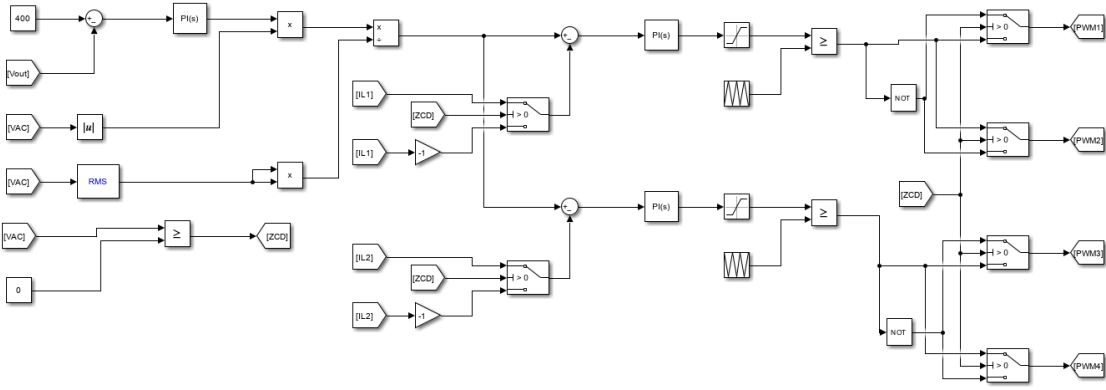 400
PI(s)
x
x
÷
+
−
[Vout]
[VAC]
|u|
[VAC]
RMS
x
[VAC]
≥
[ZCD]
0
[IL1]
[ZCD]
> 0
[IL1]
-1
+
−
PI(s)
≥
NOT
> 0
[PWM1]
> 0
[PWM2]
[ZCD]
[IL2]
[ZCD]
> 0
[IL2]
-1
+
−
PI(s)
≥
NOT
> 0
[PWM3]
> 0
[PWM4]